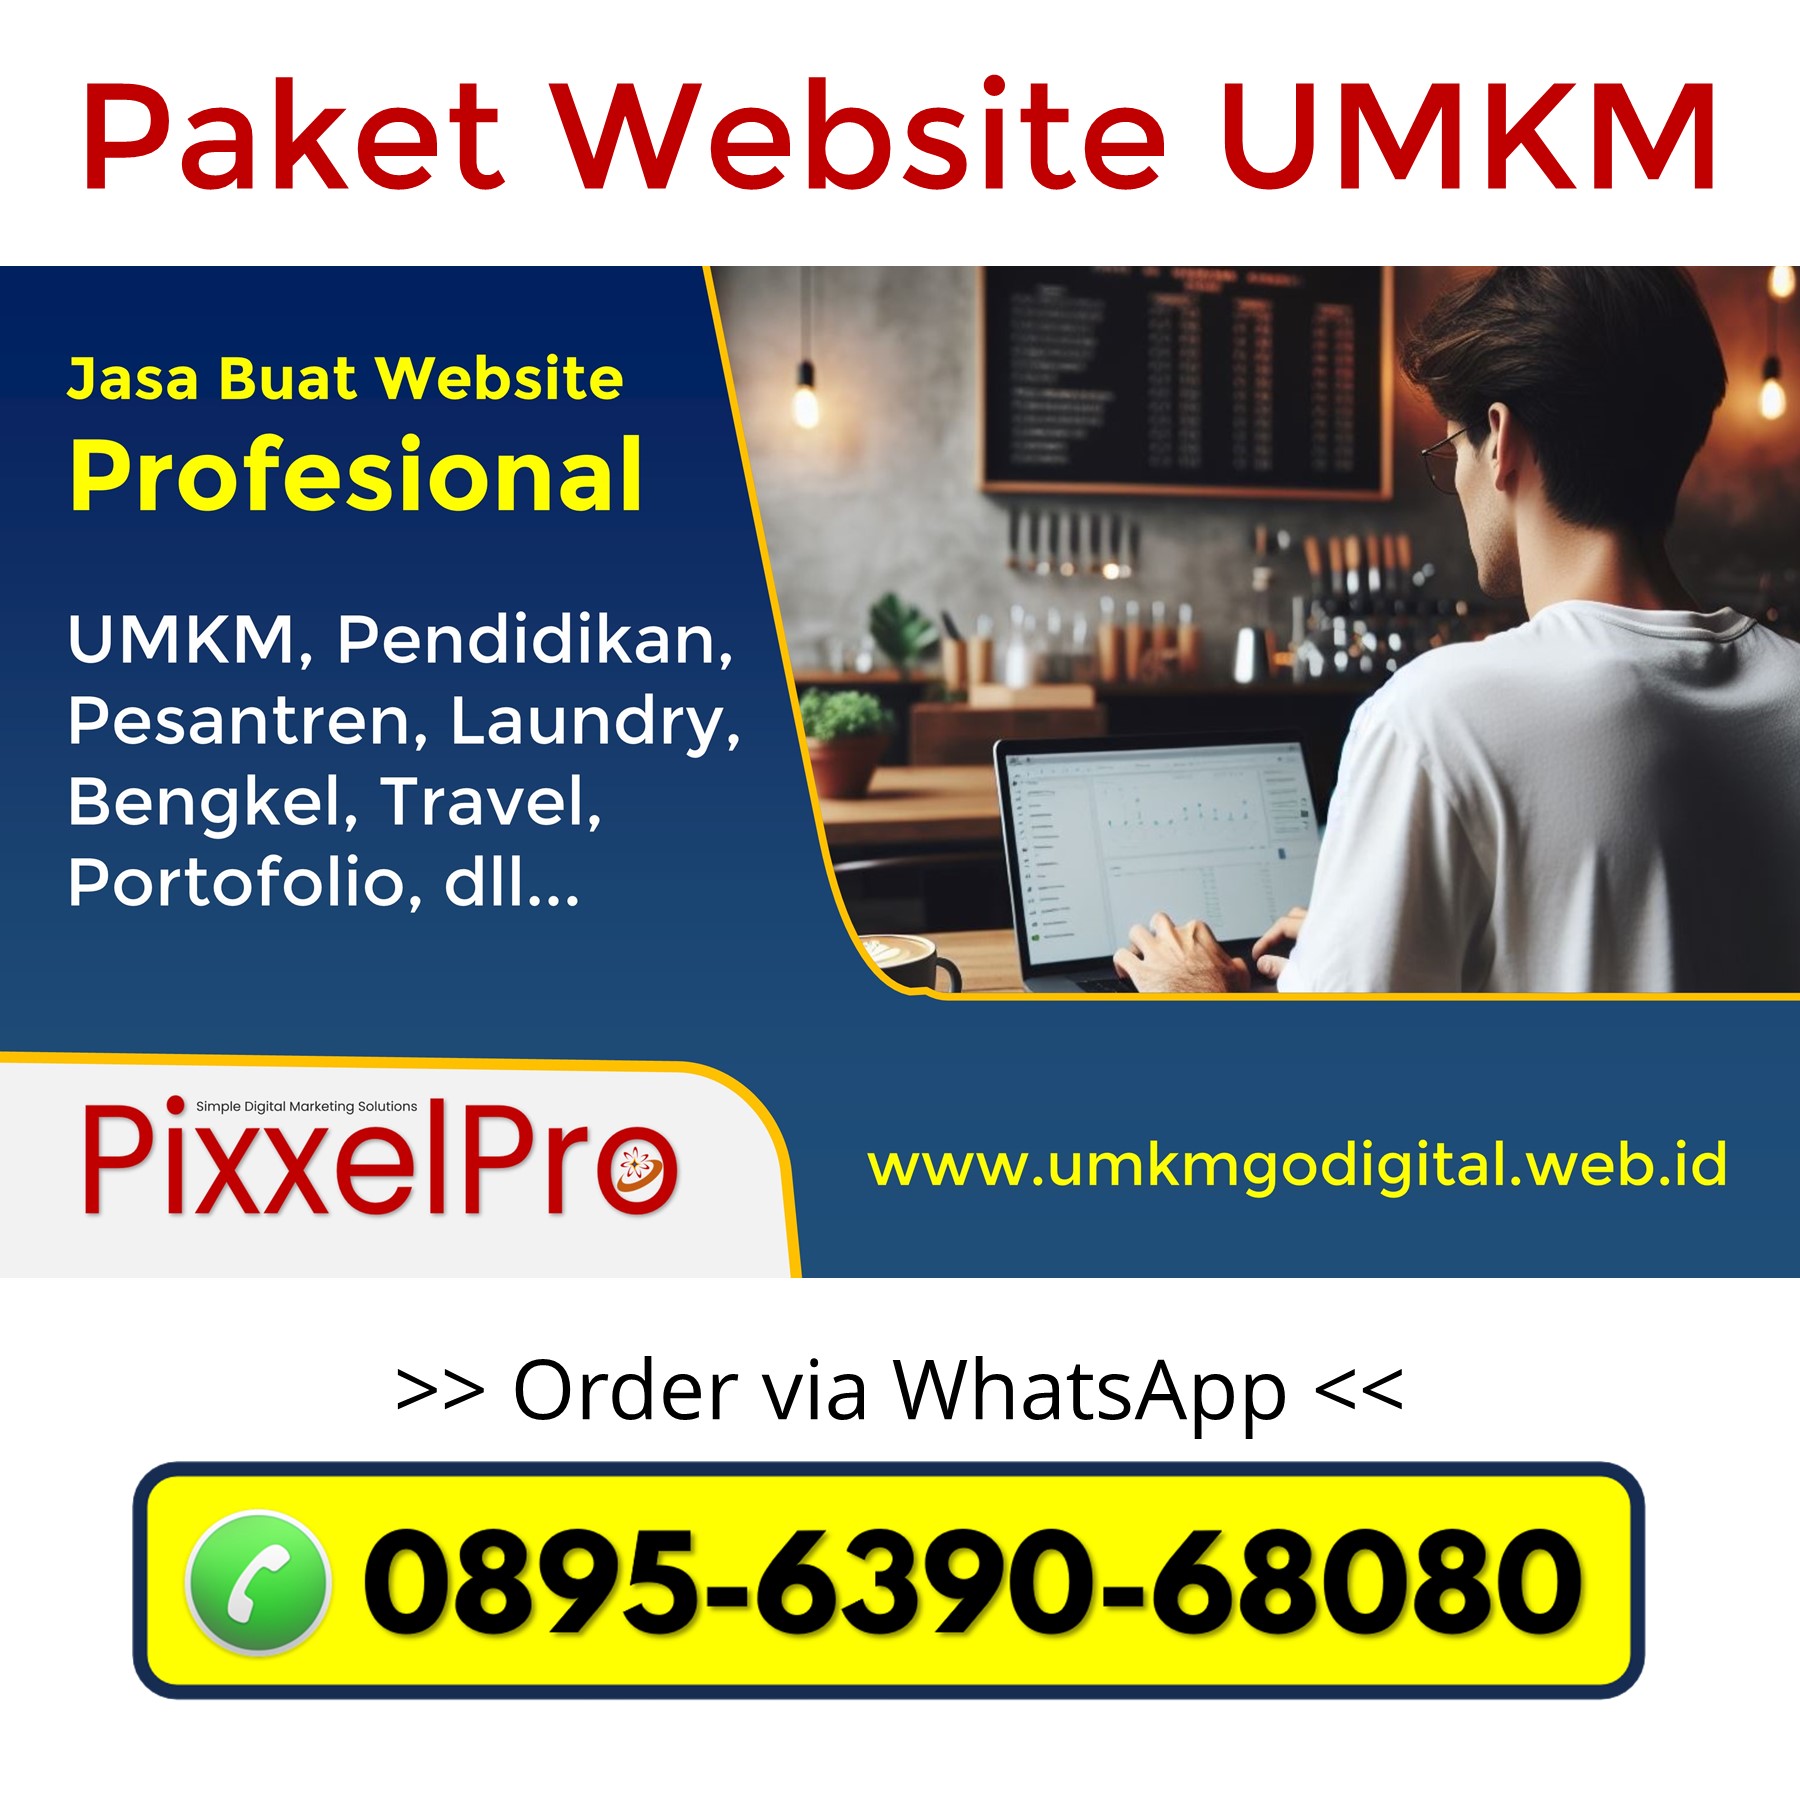 Paket Website UMKM
Jasa Buat Website
Profesional
UMKM, Pendidikan,
Pesantren, Laundry,
Bengkel, Travel,
Portofolio, dll...
Simple Digital Marketing Solutions
PixxelPro
www.umkmgodigital.web.id
>> Order via WhatsApp <<
0895-6390-68080